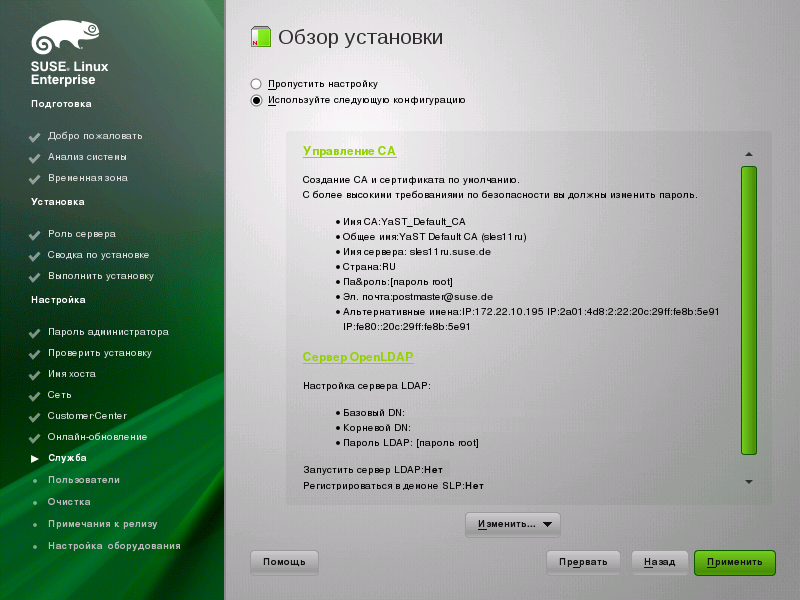 SUSE. Linux
Enterprise
Подготовка
Добро пожаловать
Анализ системы
Временная зона
Установка
Роль сервера
Сводка по установке
Выполнить установку
Настройка
Пароль администратора
Проверить установку
Имя хоста
Сеть
Customer-Center
Онлайн-обновление
Служба
Пользователи
Очистка
Примечания к релизу
Настройка оборудования
Обзор установки
Пропустить настройку
Используйте следующую конфигурацию
Управление CA
Создание CA и сертификата по умолчанию.
С более высокими требованиями по безопасности вы должны изменить пароль.
• Имя CA:YaST_Default_CA
• Общее имя:YaST Default CA (sles11ru)
• Имя сервера: sles11ru.suse.de
• Страна:RU
• Па&роль:[пароль root]
• Эл. почта:postmaster@suse.de
• Альтернативные имена:IP:172.22.10.195 IP:2a01:4d8:2:22:20c:29ff:fe8b:5e91
IP:fe80::20c:29ff:fe8b:5e91
Сервер OpenLDAP
Настройка сервера LDAP:
• Базовый DN:
• Корневой DN:
• Пароль LDAP: [пароль root]
Запустить сервер LDAP:Нет
Регистрироваться в демоне SLP:Нет
Изменить...
Помощь
Прервать
Назад
Применить